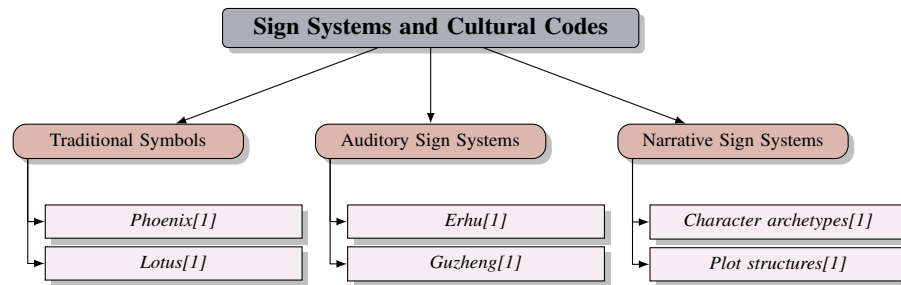 Sign Systems and Cultural Codes
Traditional Symbols
Auditory Sign Systems
Narrative Sign Systems
Phoenix[1]
Erhu[1]
Character archetypes[1]
Lotus[1]
Guzheng[1]
Plot structures[1]